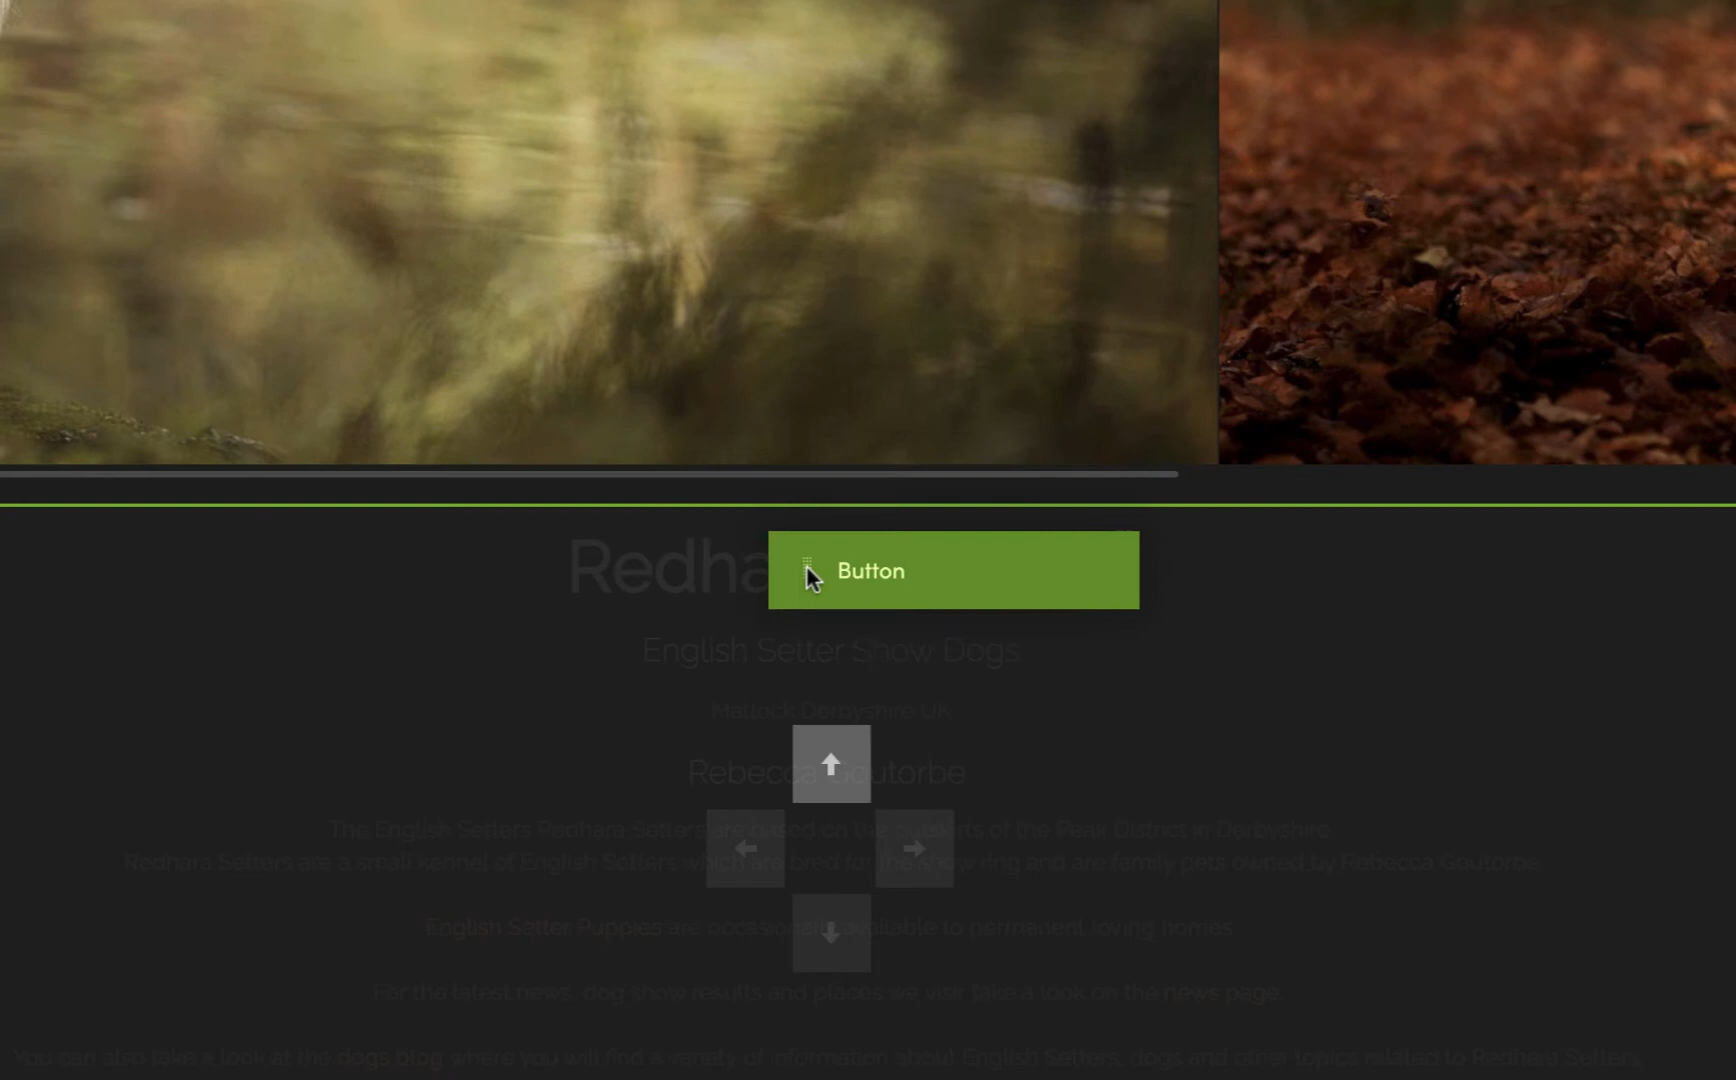 Redha
Button
English Setter Show Dogs
Matlock Derbyshire UK
Rebecca Goutorbe
The English Setters Redhara Setters are based on the outskirts of the Peak District in Derbyshire
Redhara Setters are a small kennel of English Setters which are bred for the show ring and are family pets owned by Rebecca Goutorbe
English Setter Puppies are occasionally available to permanent loving homes
For the latest news, dog show results and places we visit take a look on the news page.
You can also take a look at the dogs blog where you will find a variety of information about English Setters, dogs and other topics related to Redhara Setters.